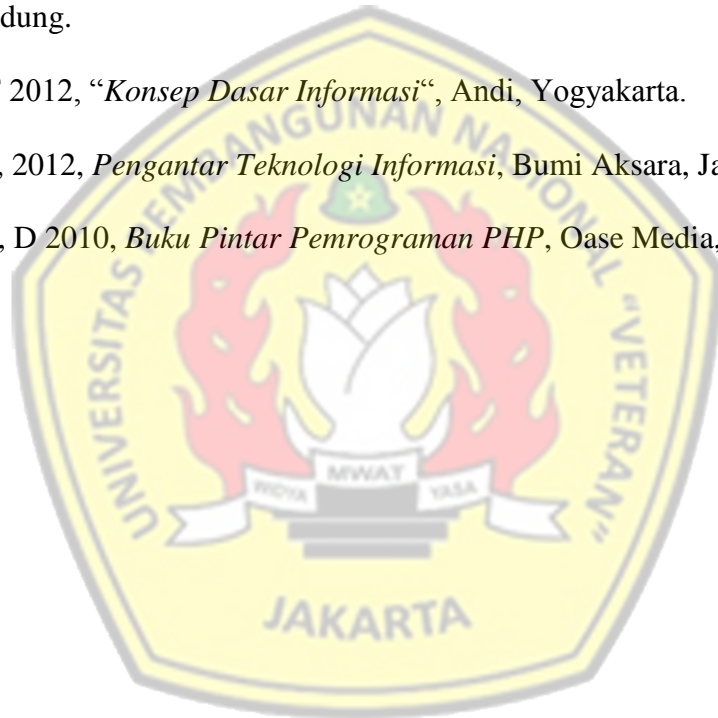 dung.
2012, “Konsep Dasar Informasi“, Andi, Yogyakarta.
, 2012, Pengantar Teknologi Informasi, Bumi Aksara, Ja
, D 2010, Buku Pintar Pemrograman PHP, Oase Media,
UNIVERSITAS PEMBANGUNAN NASIONAL "VETERAN"
WIDYA MWAT YASA
JAKARTA